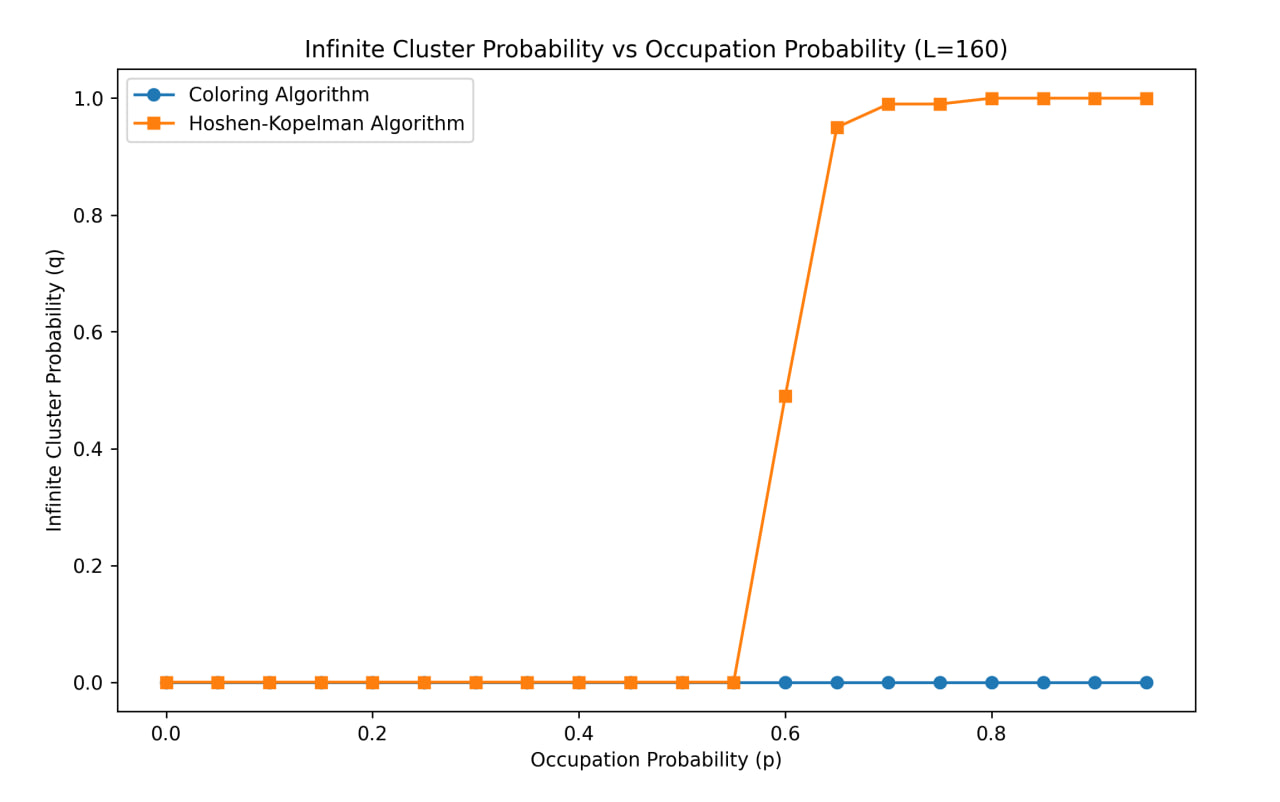 Infinite Cluster Probability vs Occupation Probability (L=160)
Coloring Algorithm
Hoshen-Kopelman Algorithm
Infinite Cluster Probability (q)
1.0
0.8
0.6
0.4
0.2
0.0
0.0 0.2 0.4 0.6 0.8
Occupation Probability (p)